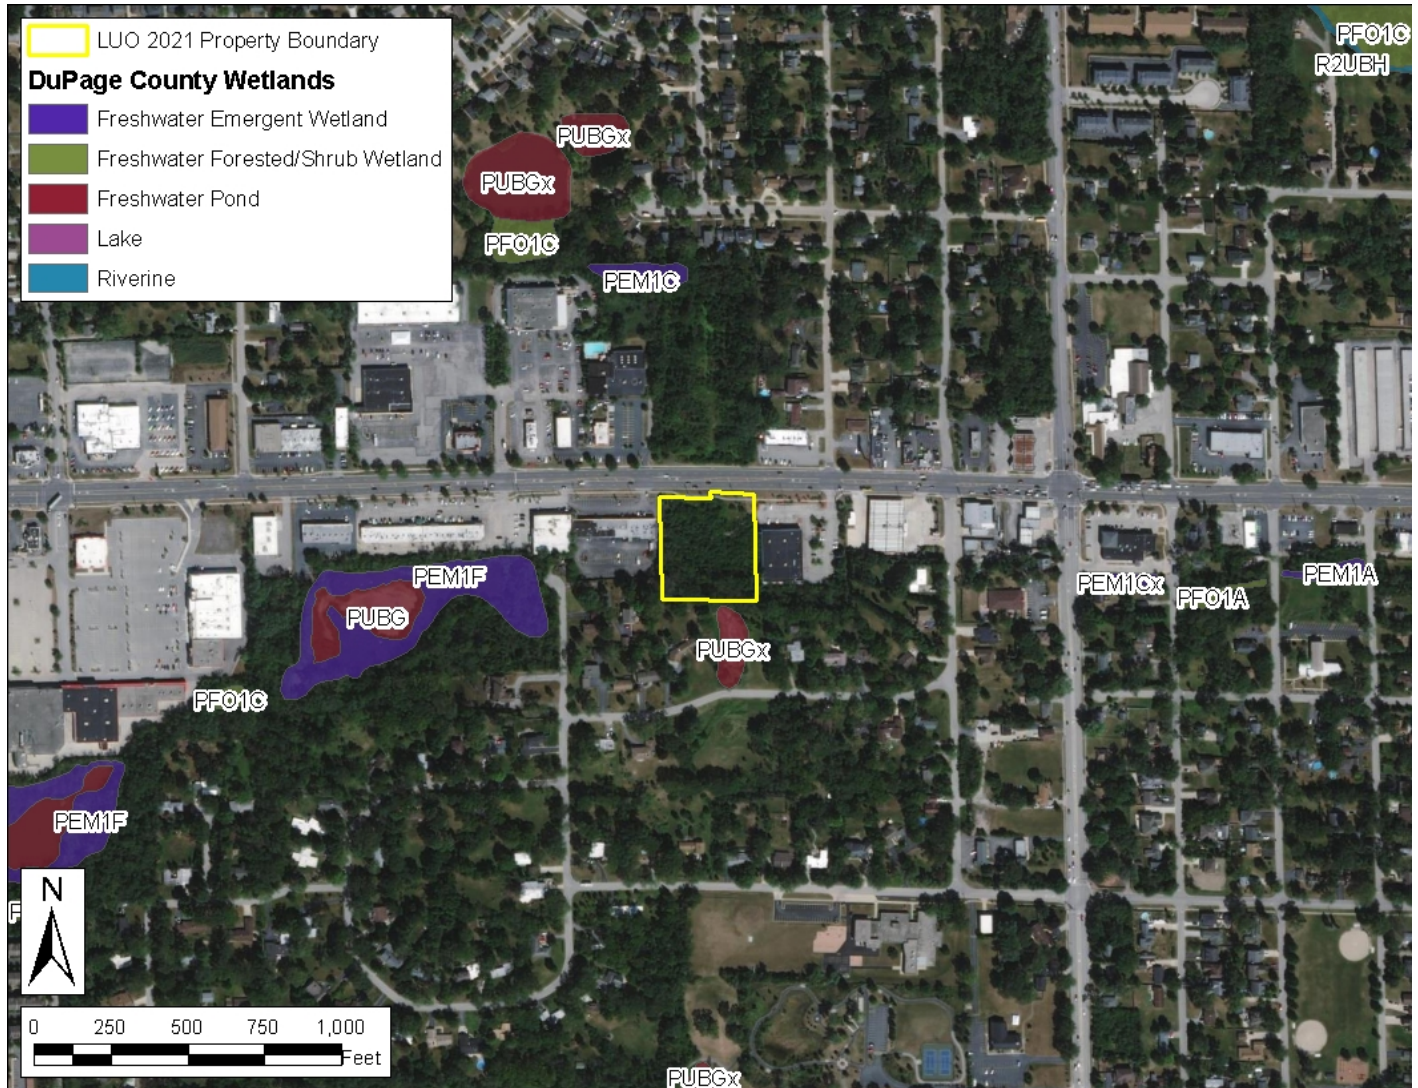 LUO 2021 Property Boundary
DuPage County Wetlands
Freshwater Emergent Wetland
Freshwater Forested/Shrub Wetland
Freshwater Pond
Lake
Riverine
PFO1C
R2UBH
PUBGx
PUBGx
PFO1C
PEM1C
PEM1F
PUBG
PFO1C
PUBGx
PEM1Cx
PFO1A
PEM1A
PEM1F
N
0 250 500 750 1,000
Feet
PUBGx